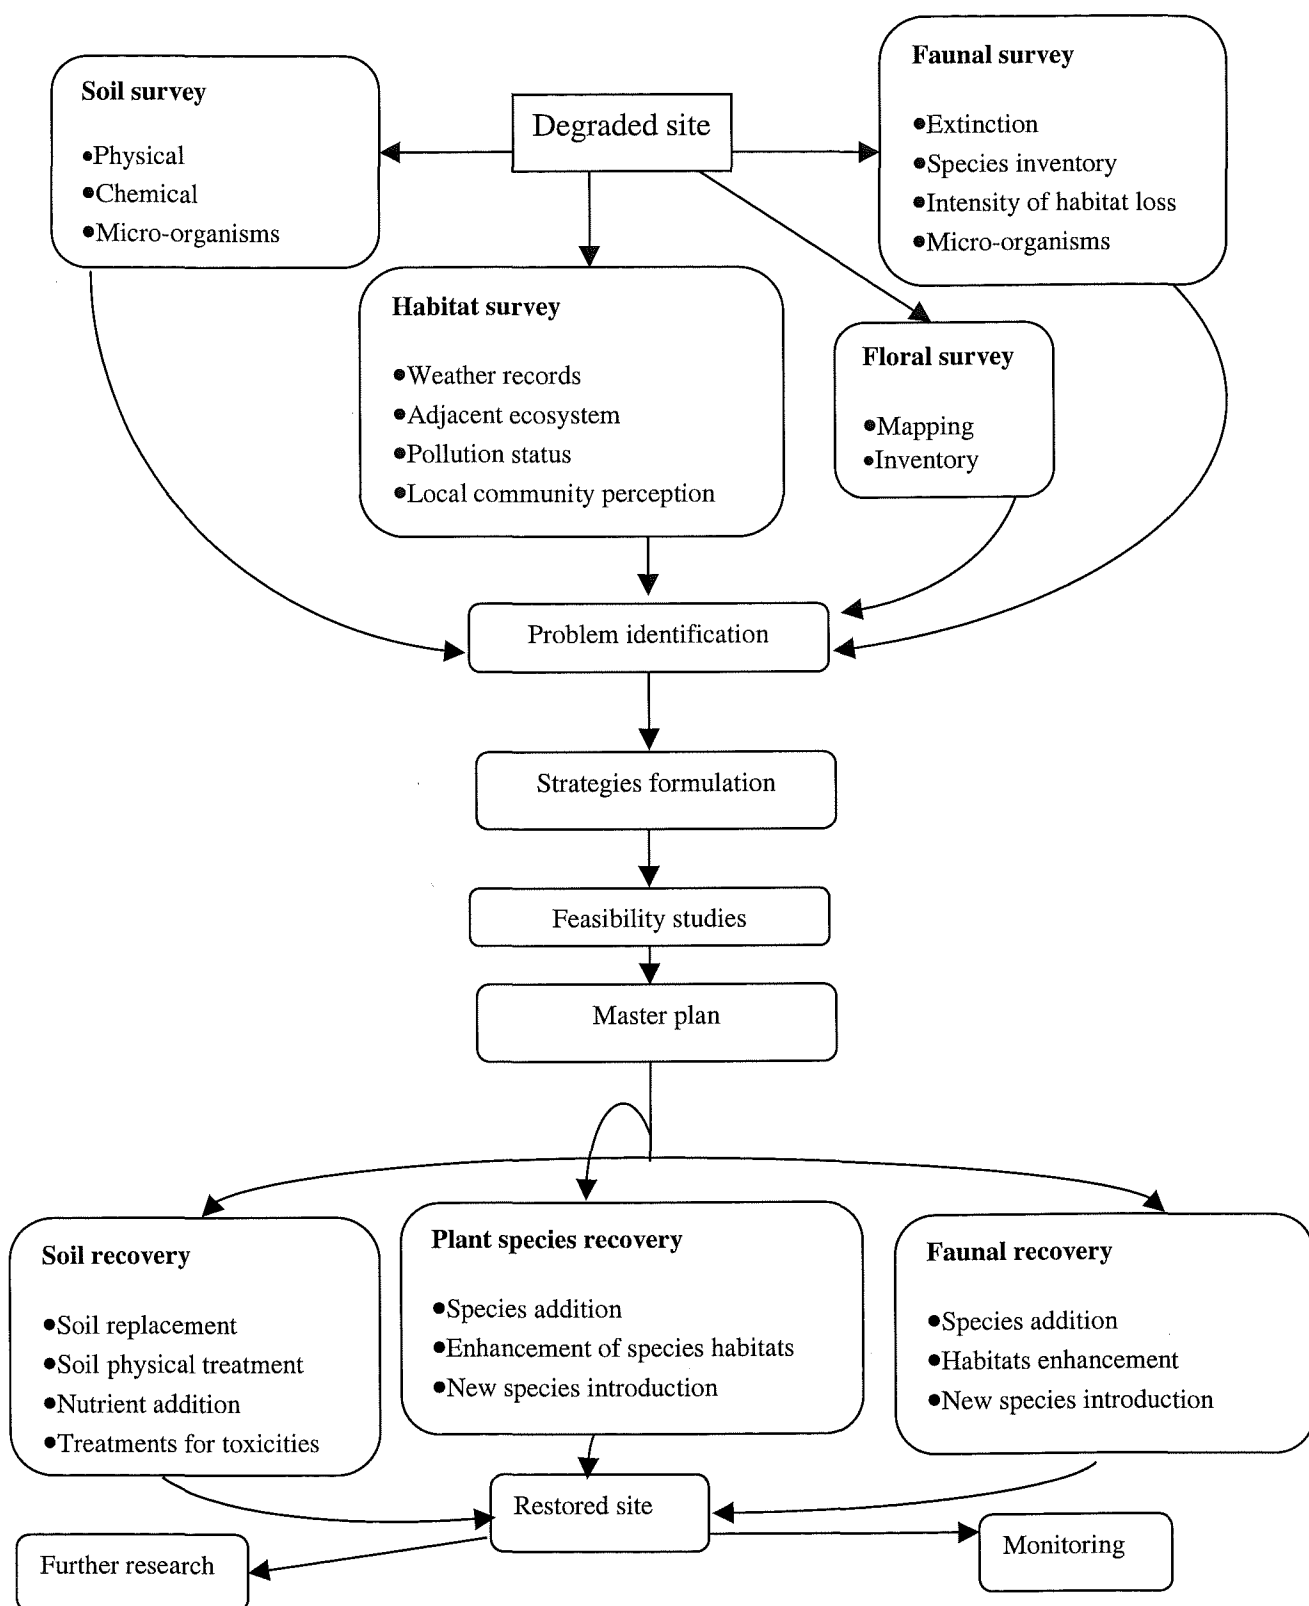 Degraded site
Soil survey
●Physical
●Chemical
●Micro-organisms
Faunal survey
●Extinction
●Species inventory
●Intensity of habitat loss
●Micro-organisms
Habitat survey
●Weather records
●Adjacent ecosystem
●Pollution status
●Local community perception
Floral survey
●Mapping
●Inventory
Problem identification
Strategies formulation
Feasibility studies
Master plan
Soil recovery
●Soil replacement
●Soil physical treatment
●Nutrient addition
●Treatments for toxicities
Plant species recovery
●Species addition
●Enhancement of species habitats
●New species introduction
Faunal recovery
●Species addition
●Habitats enhancement
●New species introduction
Restored site
Further research
Monitoring